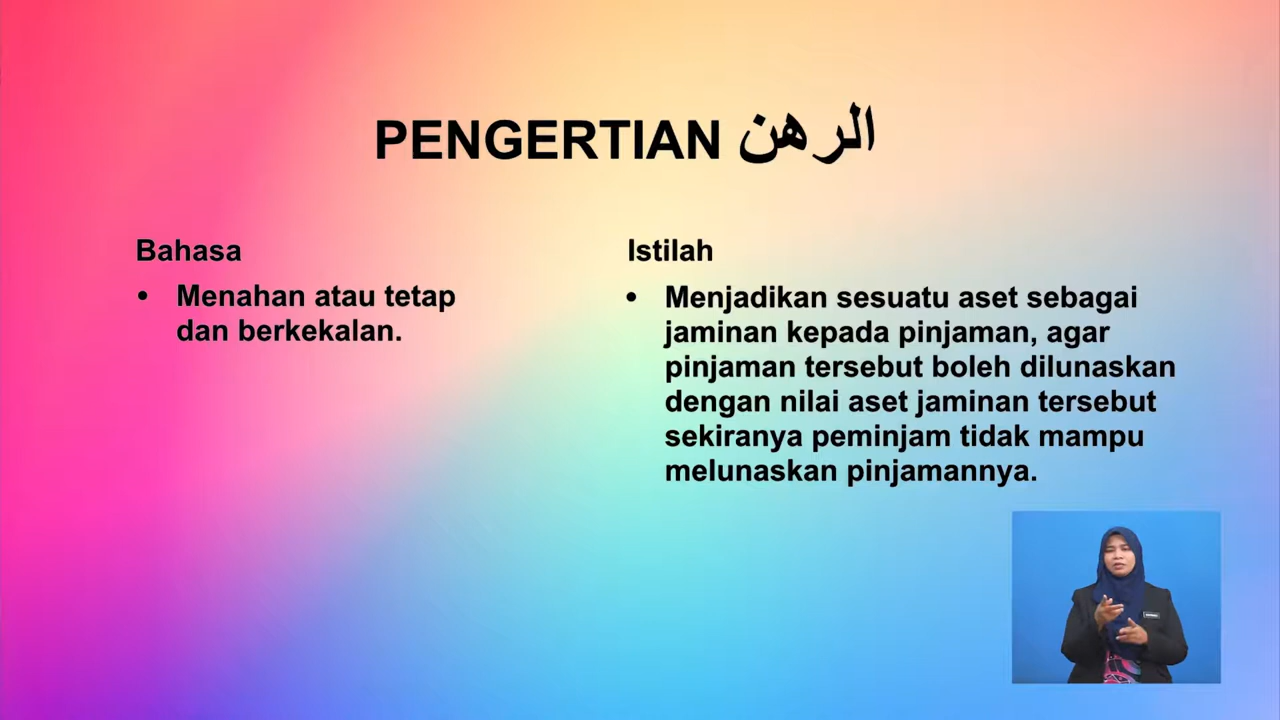 PENGERTIAN الرهن
Bahasa
• Menahan atau tetap
dan berkekalan.
Istilah
• Menjadikan sesuatu aset sebagai
jaminan kepada pinjaman, agar
pinjaman tersebut boleh dilunaskan
dengan nilai aset jaminan tersebut
sekiranya peminjam tidak mampu
melunaskan pinjamannya.